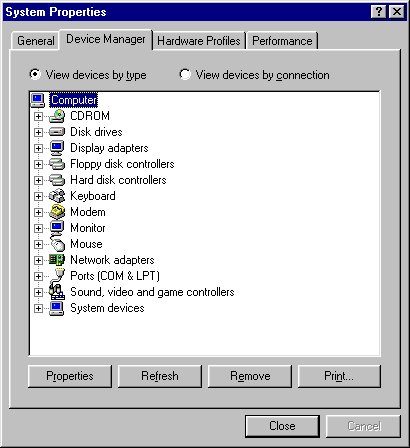 System Properties
General Device Manager Hardware Profiles Performance
View devices by type View devices by connection
Computer
CDROM
Disk drives
Display adapters
Floppy disk controllers
Hard disk controllers
Keyboard
Modem
Monitor
Mouse
Network adapters
Ports (COM & LPT)
Sound, video and game controllers
System devices
Properties Refresh Remove Print...
Close Cancel